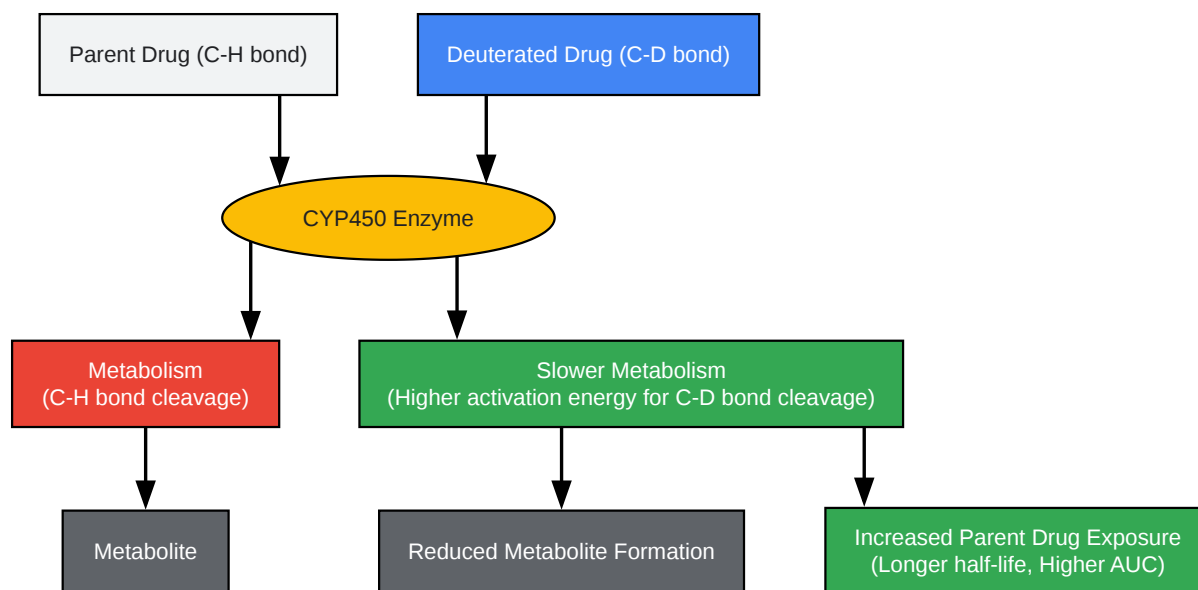 Parent Drug (C-H bond)
Deuterated Drug (C-D bond)
CYP450 Enzyme
Metabolism
(C-H bond cleavage)
Slower Metabolism
(Higher activation energy for C-D bond cleavage)
Metabolite
Reduced Metabolite Formation
Increased Parent Drug Exposure
(Longer half-life, Higher AUC)